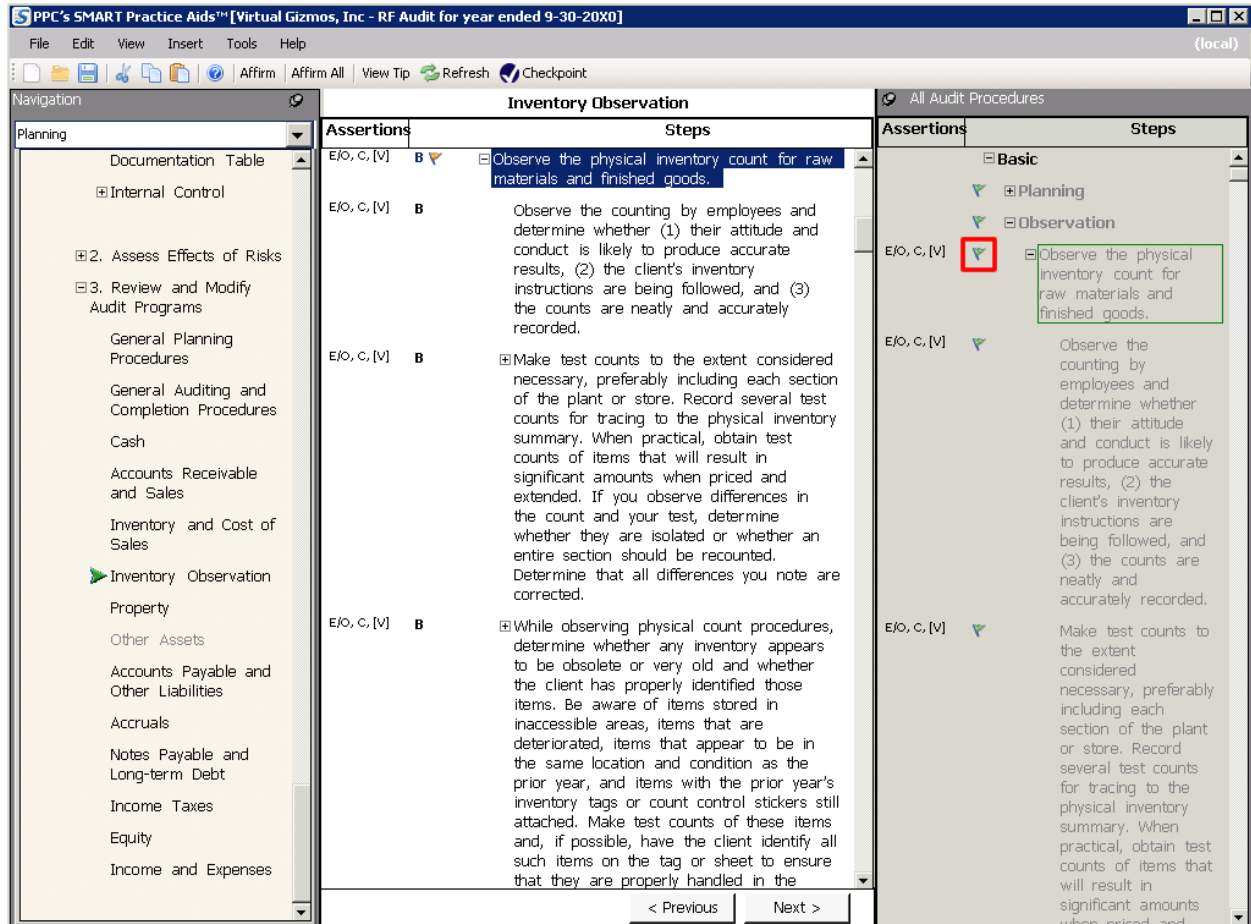 PPC's SMART Practice Aids™ [Virtual Gizmos, Inc - RF Audit for year ended 9-30-20X0]
File Edit View Insert Tools Help (local)
Affirm Affirm All View Tip Refresh Checkpoint
Navigation
Planning
Documentation Table
Internal Control
2. Assess Effects of Risks
3. Review and Modify
Audit Programs
General Planning
Procedures
General Auditing and
Completion Procedures
Cash
Accounts Receivable
and Sales
Inventory and Cost of
Sales
Inventory Observation
Property
Other Assets
Accounts Payable and
Other Liabilities
Accruals
Notes Payable and
Long-term Debt
Income Taxes
Equity
Income and Expenses
Inventory Observation
Assertions Steps
E/O, C, [V] B Observe the physical inventory count for raw
materials and finished goods.
E/O, C, [V] B Observe the counting by employees and
determine whether (1) their attitude and
conduct is likely to produce accurate
results, (2) the client's inventory
instructions are being followed, and (3)
the counts are neatly and accurately
recorded.
E/O, C, [V] B Make test counts to the extent considered
necessary, preferably including each section
of the plant or store. Record several test
counts for tracing to the physical inventory
summary. When practical, obtain test
counts of items that will result in
significant amounts when priced and
extended. If you observe differences in
the count and your test, determine
whether they are isolated or whether an
entire section should be recounted.
Determine that all differences you note are
corrected.
E/O, C, [V] B While observing physical count procedures,
determine whether any inventory appears
to be obsolete or very old and whether
the client has properly identified those
items. Be aware of items stored in
inaccessible areas, items that are
deteriorated, items that appear to be in
the same location and condition as the
prior year, and items with the prior year's
inventory tags or count control stickers still
attached. Make test counts of these items
and, if possible, have the client identify all
such items on the tag or sheet to ensure
that they are properly handled in the
< Previous Next >
All Audit Procedures
Assertions Steps
Basic
Planning
Observation
E/O, C, [V] Observe the physical
inventory count for
raw materials and
finished goods.
E/O, C, [V] Observe the
counting by
employees and
determine whether
(1) their attitude
and conduct is likely
to produce accurate
results, (2) the
client's inventory
instructions are
being followed, and
(3) the counts are
neatly and
accurately recorded.
E/O, C, [V] Make test counts to
the extent
considered
necessary, preferably
including each
section of the plant
or store. Record
several test counts
for tracing to the
physical inventory
summary. When
practical, obtain test
counts of items that
will result in
significant amounts
when priced and